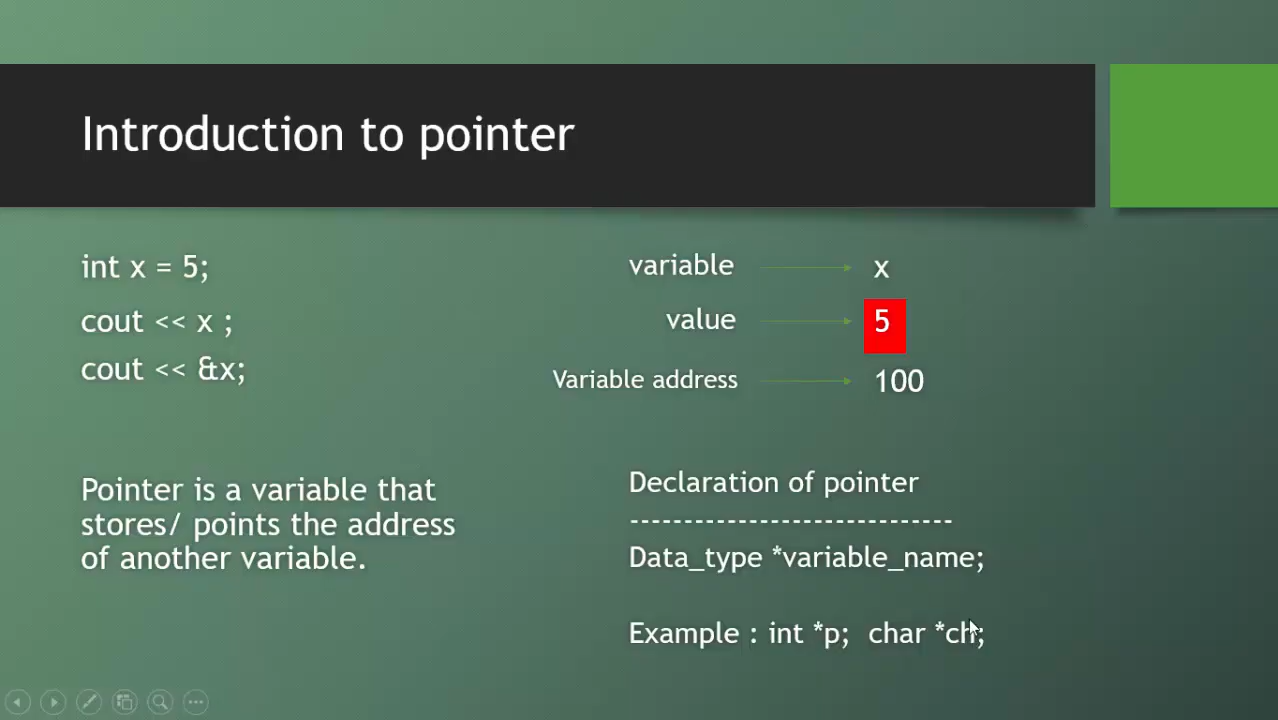 Introduction to pointer
int x = 5;
cout << x ;
cout << &x;
variable x
value 5
Variable address 100
Pointer is a variable that
stores/ points the address
of another variable.
Declaration of pointer
------------------------------
Data_type *variable_name;
Example : int *p; char *ch;